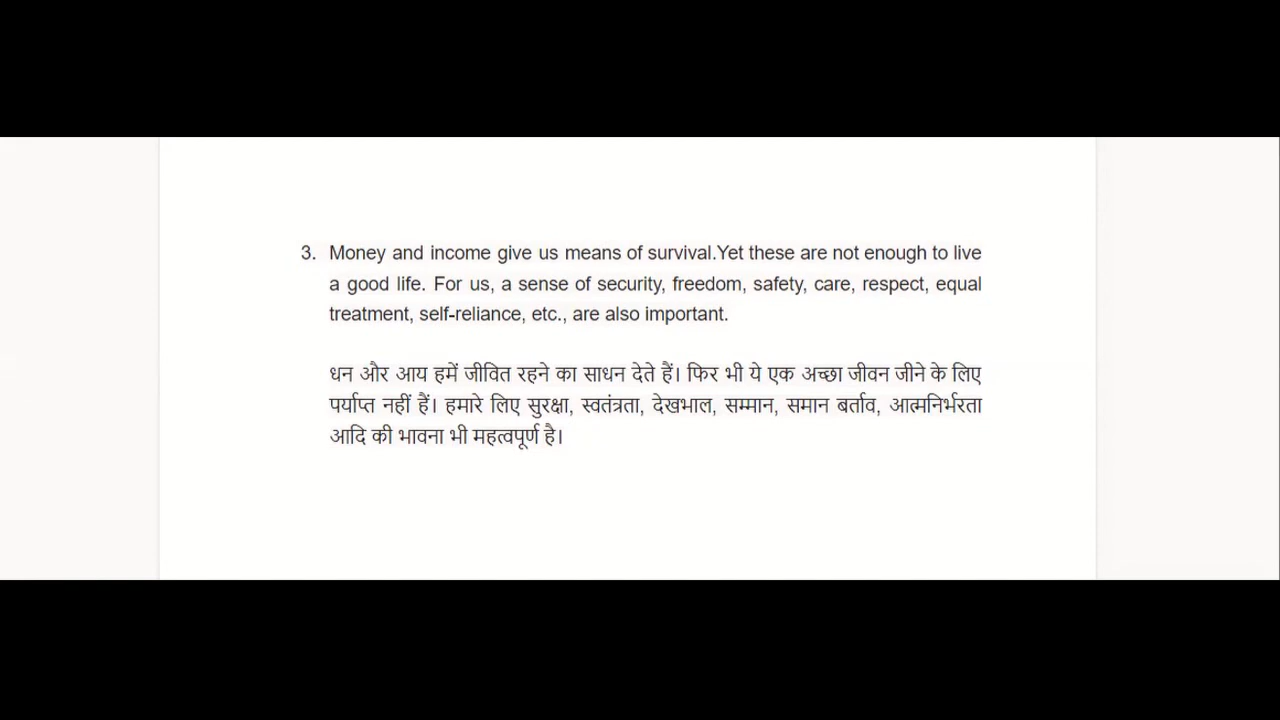 3. Money and income give us means of survival.Yet these are not enough to live
a good life. For us, a sense of security, freedom, safety, care, respect, equal
treatment, self-reliance, etc., are also important.
धन और आय हमें जीवित रहने का साधन देते हैं। फिर भी ये एक अच्छा जीवन जीने के लिए
पर्याप्त नहीं हैं। हमारे लिए सुरक्षा, स्वतंत्रता, देखभाल, सम्मान, समान बर्ताव, आत्मनिर्भरता
आदि की भावना भी महत्वपूर्ण है।